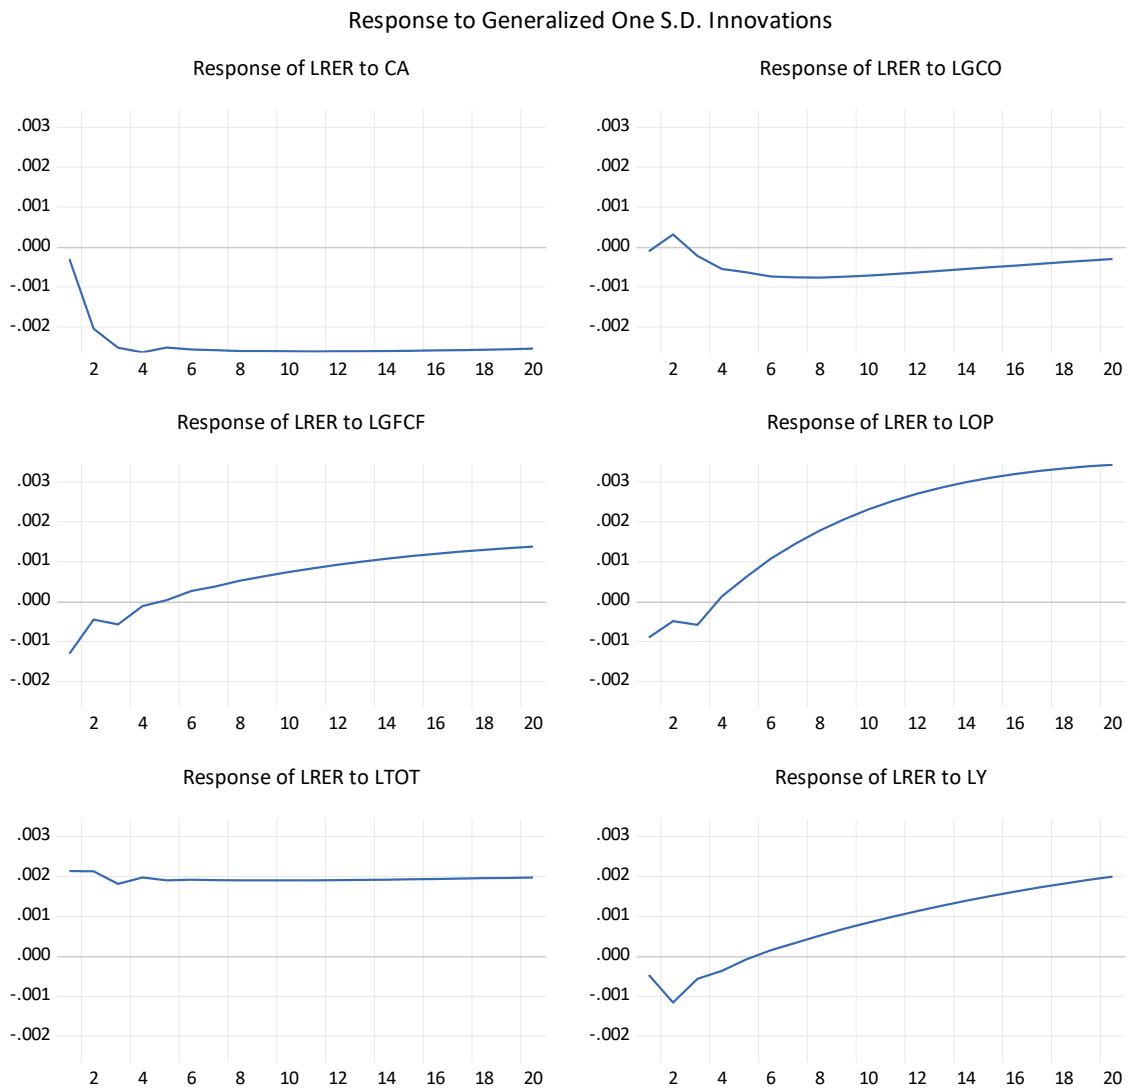 Response to Generalized One S.D. Innovations
Response of LRER to CA
.003
.002
.001
.000
-.001
-.002
2 4 6 8 10 12 14 16 18 20
Response of LRER to LGCO
.003
.002
.001
.000
-.001
-.002
2 4 6 8 10 12 14 16 18 20
Response of LRER to LGFCF
.003
.002
.001
.000
-.001
-.002
2 4 6 8 10 12 14 16 18 20
Response of LRER to LOP
.003
.002
.001
.000
-.001
-.002
2 4 6 8 10 12 14 16 18 20
Response of LRER to LTOT
.003
.002
.001
.000
-.001
-.002
2 4 6 8 10 12 14 16 18 20
Response of LRER to LY
.003
.002
.001
.000
-.001
-.002
2 4 6 8 10 12 14 16 18 20